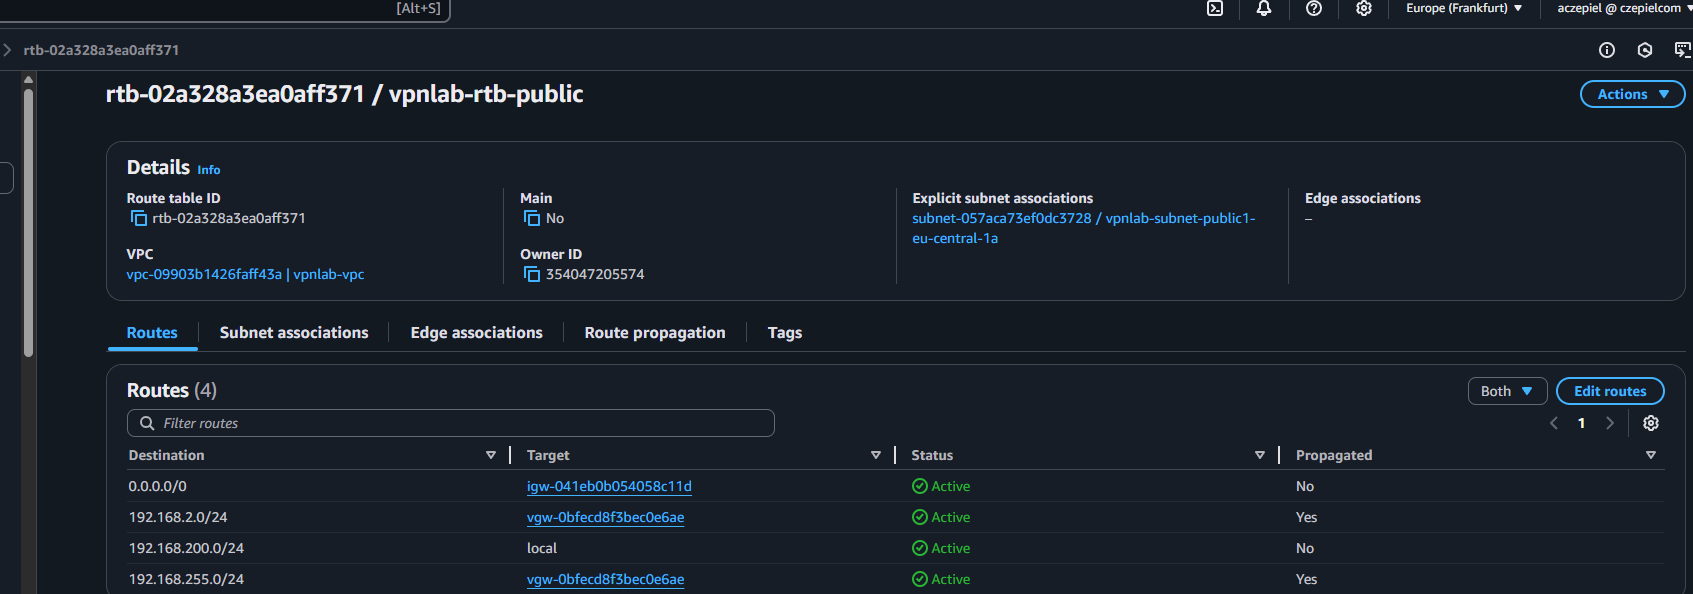 [Alt+S]
Europe (Frankfurt)
aczepiel @ czepielcom
rtb-02a328a3ea0aff371
rtb-02a328a3ea0aff371 / vpnlab-rtb-public
Actions
Details Info
Route table ID
rtb-02a328a3ea0aff371
Main
No
Explicit subnet associations
subnet-057aca73ef0dc3728 / vpnlab-subnet-public1-
eu-central-1a
Edge associations
–
VPC
vpc-09903b1426faff43a | vpnlab-vpc
Owner ID
354047205574
Routes Subnet associations Edge associations Route propagation Tags
Routes (4)
Both
Edit routes
Filter routes
1
Destination Target Status Propagated
0.0.0.0/0 igw-041eb0b054058c11d Active No
192.168.2.0/24 vgw-0bfecd8f3bec0e6ae Active Yes
192.168.200.0/24 local Active No
192.168.255.0/24 vgw-0bfecd8f3bec0e6ae Active Yes